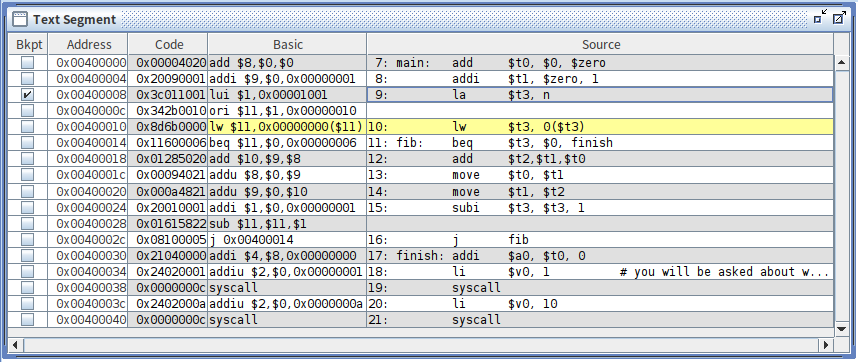 Text Segment
Bkpt Address Code Basic Source
0x00400000 0x00004020 add $8,$0,$0 7: main: add $t0, $0, $zero
0x00400004 0x20090001 addi $9,$0,0x00000001 8: addi $t1, $zero, 1
0x00400008 0x3c011001 lui $1,0x00001001 9: la $t3, n
0x0040000c 0x342b0010 ori $11,$1,0x00000010
0x00400010 0x8d6b0000 lw $11,0x00000000($11) 10: lw $t3, 0($t3)
0x00400014 0x11600006 beq $11,$0,0x00000006 11: fib: beq $t3, $0, finish
0x00400018 0x01285020 add $10,$9,$8 12: add $t2,$t1,$t0
0x0040001c 0x00094021 addu $8,$0,$9 13: move $t0, $t1
0x00400020 0x000a4821 addu $9,$0,$10 14: move $t1, $t2
0x00400024 0x20010001 addi $1,$0,0x00000001 15: subi $t3, $t3, 1
0x00400028 0x01615822 sub $11,$11,$1
0x0040002c 0x08100005 j 0x00400014 16: j fib
0x00400030 0x21040000 addi $4,$8,0x00000000 17: finish: addi $a0, $t0, 0
0x00400034 0x24020001 addiu $2,$0,0x00000001 18: li $v0, 1 # you will be asked about w...
0x00400038 0x0000000c syscall 19: syscall
0x0040003c 0x2402000a addiu $2,$0,0x0000000a 20: li $v0, 10
0x00400040 0x0000000c syscall 21: syscall